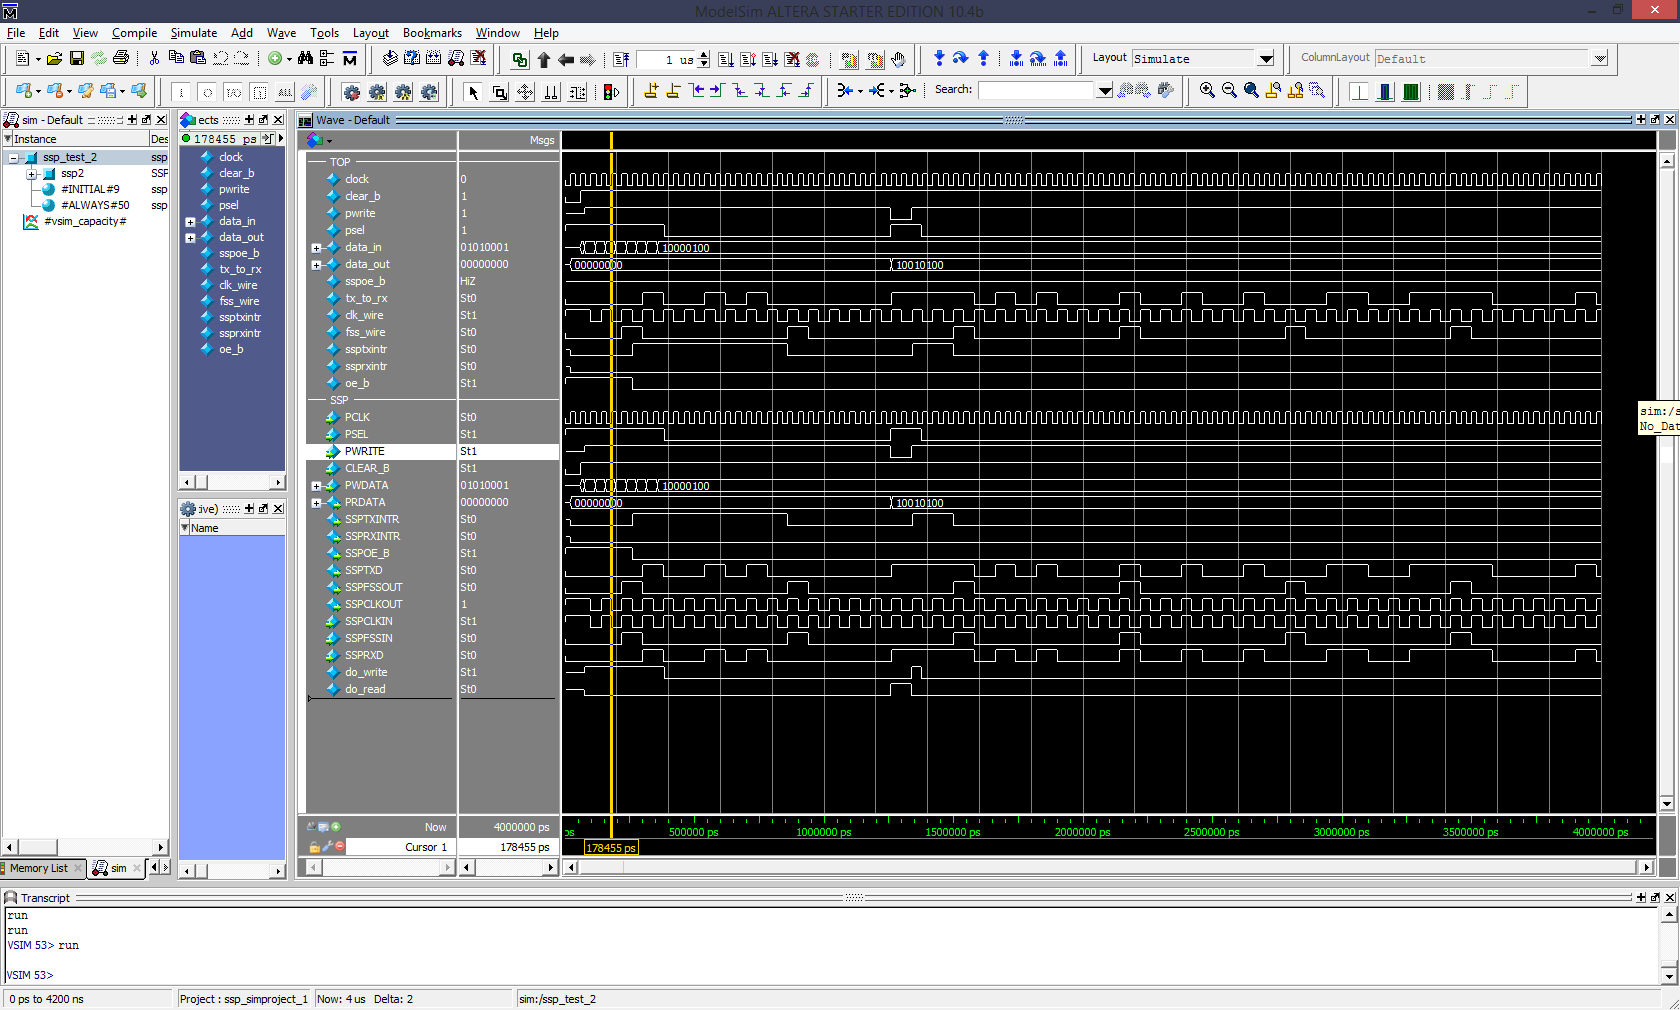 ModelSim ALTERA STARTER EDITION 10.4b
File Edit View Compile Simulate Add Wave Tools Layout Bookmarks Window Help
1 us
Layout Simulate
ColumnLayout Default
Search:
sim - Default
Instance Des
ssp_test_2 ssp
ssp2 SSP
#INITIAL#9 ssp
#ALWAYS#50 ssp
#vsim_capacity#
Memory List
sim
ects
178455 ps
clock
clear_b
pwrite
psel
data_in
data_out
sspoe_b
tx_to_rx
clk_wire
fss_wire
ssptxintr
ssprxintr
oe_b
ive)
Name
Wave - Default
Msgs
TOP
clock 0
clear_b 1
pwrite 1
psel 1
data_in 01010001 10000100
data_out 00000000 00000000 10010100
sspoe_b HiZ
tx_to_rx St0
clk_wire St1
fss_wire St0
ssptxintr St0
ssprxintr St0
oe_b St1
SSP
PCLK St0
PSEL St1
PWRITE St1
CLEAR_B St1
PWDATA 01010001 10000100
PRDATA 00000000 00000000 10010100
SSPTXINTR St0
SSPRXINTR St0
SSPOE_B St1
SSPTXD St0
SSPFSSOUT St0
SSPCLKOUT 1
SSPCLKIN St1
SSPFSSIN St0
SSPRXD St0
do_write St1
do_read St0
sim:/s
No_Dat
Now 4000000 ps
ps 500000 ps 1000000 ps 1500000 ps 2000000 ps 2500000 ps 3000000 ps 3500000 ps 4000000 ps
Cursor 1 178455 ps
178455 ps
Transcript
run
run
VSIM 53> run
VSIM 53>
0 ps to 4200 ns
Project : ssp_simproject_1
Now: 4 us Delta: 2
sim:/ssp_test_2